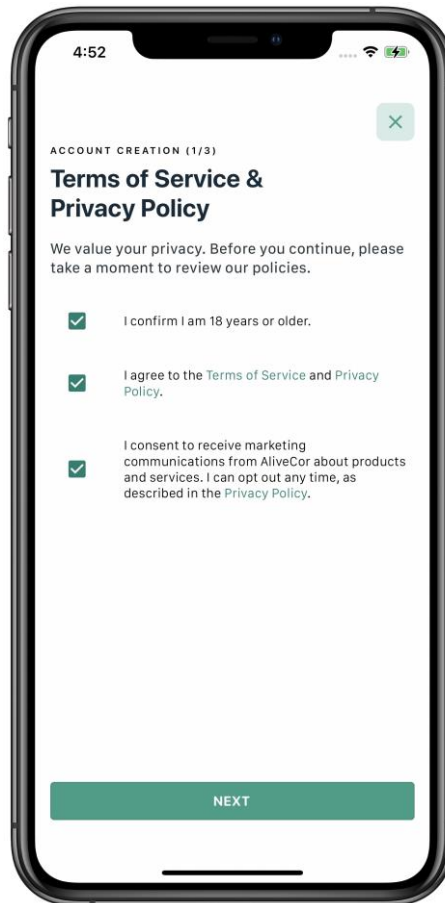 4:52
ACCOUNT CREATION (1/3)
Terms of Service &
Privacy Policy
We value your privacy. Before you continue, please
take a moment to review our policies.
I confirm I am 18 years or older.
I agree to the Terms of Service and Privacy
Policy.
I consent to receive marketing
communications from AliveCor about products
and services. I can opt out any time, as
described in the Privacy Policy.
NEXT